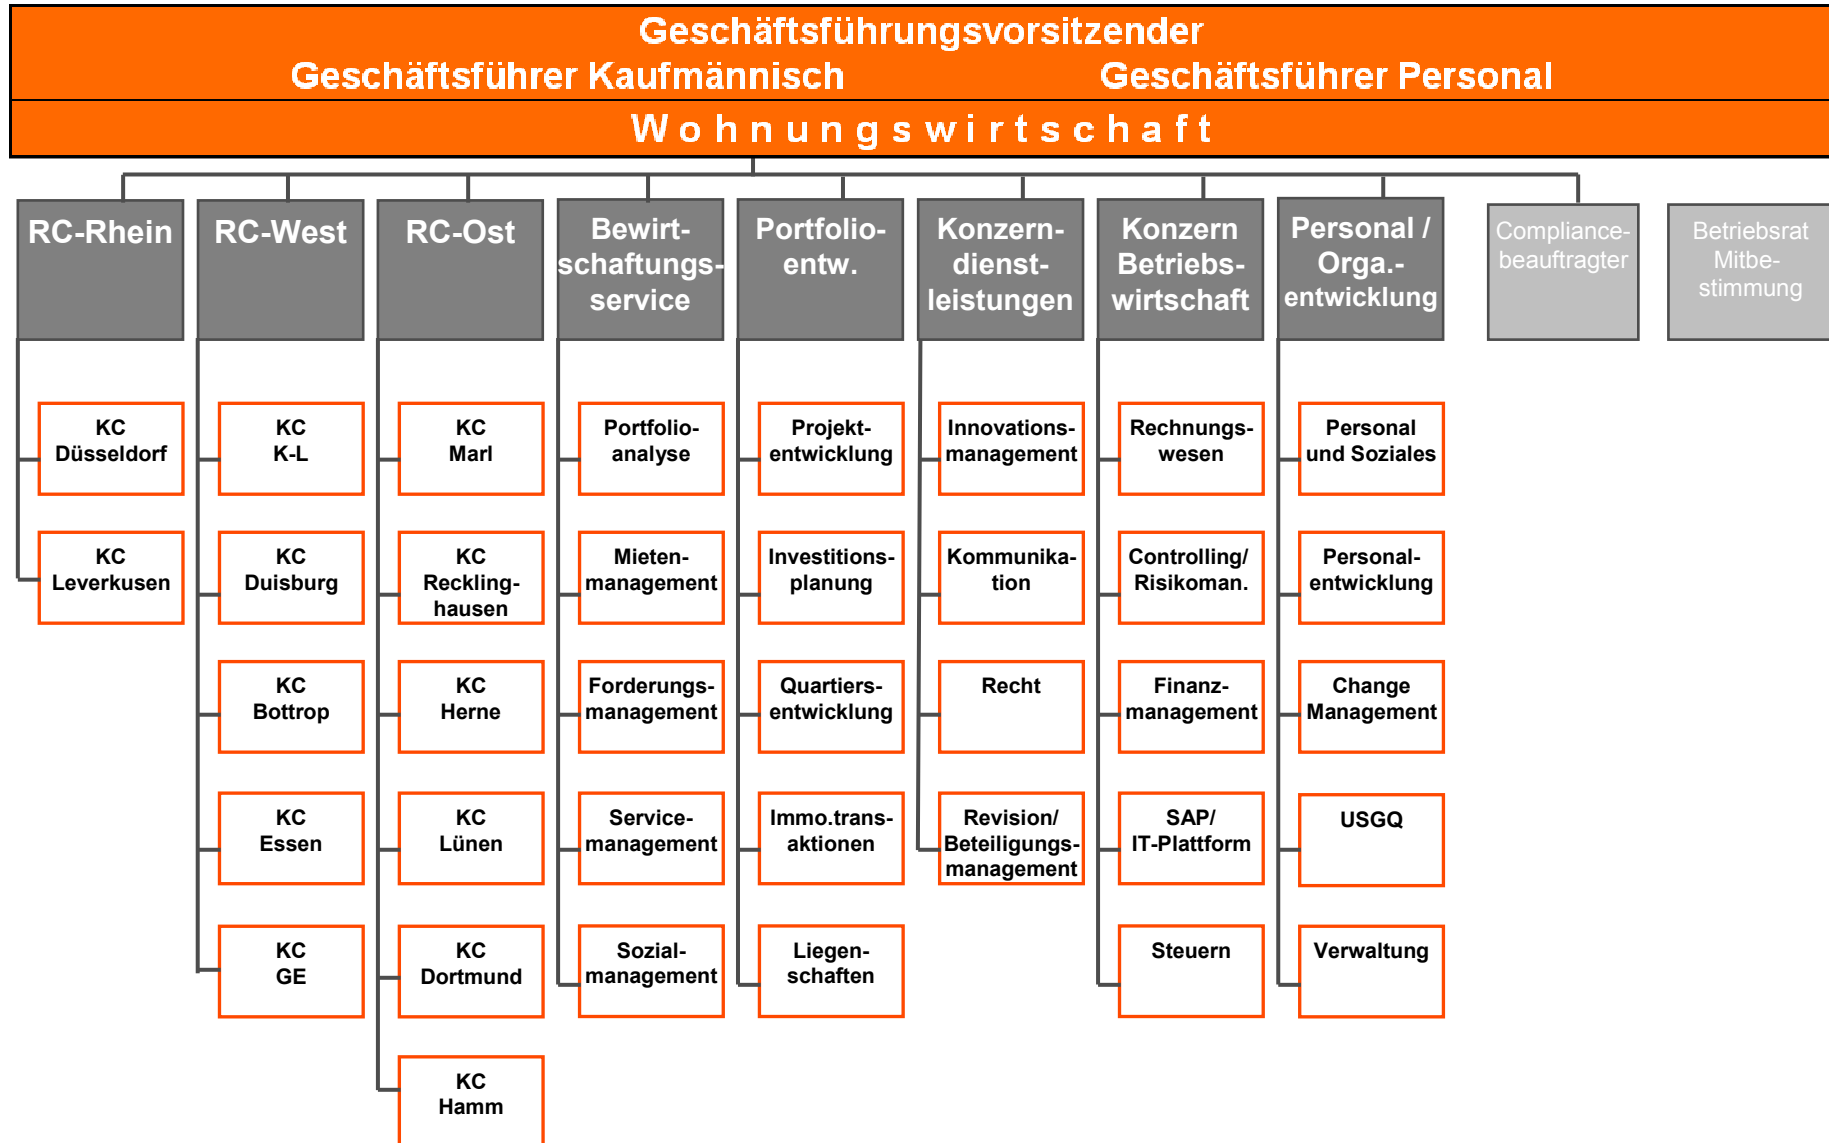 Geschäftsführungsvorsitzender
Geschäftsführer Kaufmännisch Geschäftsführer Personal
Wohnungswirtschaft
RC-Rhein
RC-West
RC-Ost
Bewirt-
schaftungs-
service
Portfolio-
entw.
Konzern-
dienst-
leistungen
Konzern
Betriebs-
wirtschaft
Personal /
Orga.-
entwicklung
Compliance-
beauftragter
Betriebsrat
Mitbe-
stimmung
KC
Düsseldorf
KC
Leverkusen
KC
K-L
KC
Duisburg
KC
Bottrop
KC
Essen
KC
GE
KC
Marl
KC
Reckling-
hausen
KC
Herne
KC
Lünen
KC
Dortmund
KC
Hamm
Portfolio-
analyse
Mieten-
management
Forderungs-
management
Service-
management
Sozial-
management
Projekt-
entwicklung
Investitions-
planung
Quartiers-
entwicklung
Immo.trans-
aktionen
Liegen-
schaften
Innovations-
management
Kommunika-
tion
Recht
Revision/
Beteiligungs-
management
Rechnungs-
wesen
Controlling/
Risikoman.
Finanz-
management
SAP/
IT-Plattform
Steuern
Personal
und Soziales
Personal-
entwicklung
Change
Management
USGQ
Verwaltung